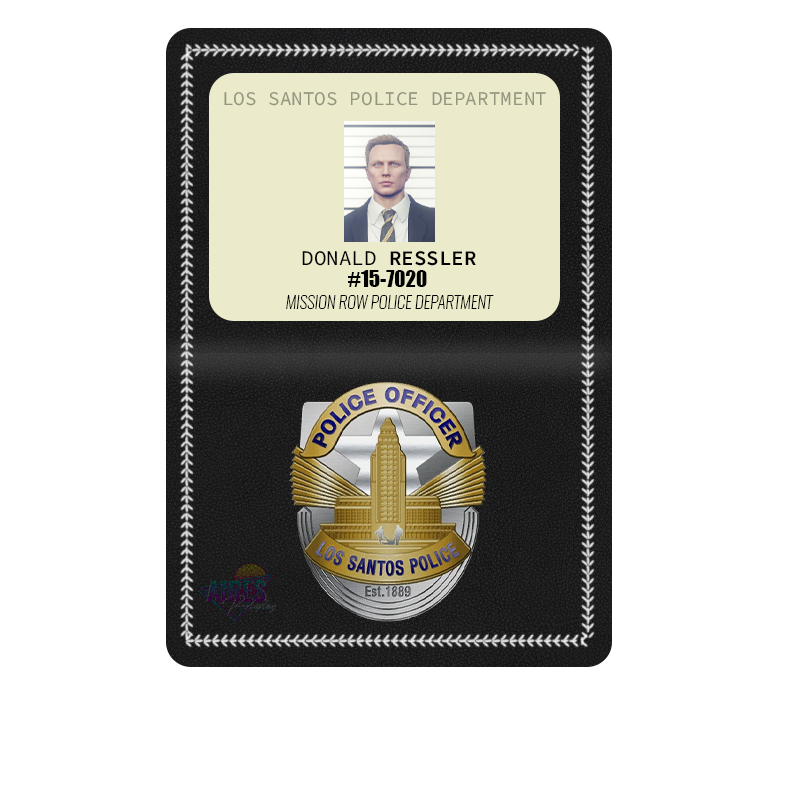 LOS SANTOS POLICE DEPARTMENT
DONALD RESSLER
#15-7020
MISSION ROW POLICE DEPARTMENT
POLICE OFFICER
LOS SANTOS POLICE
Est.1889